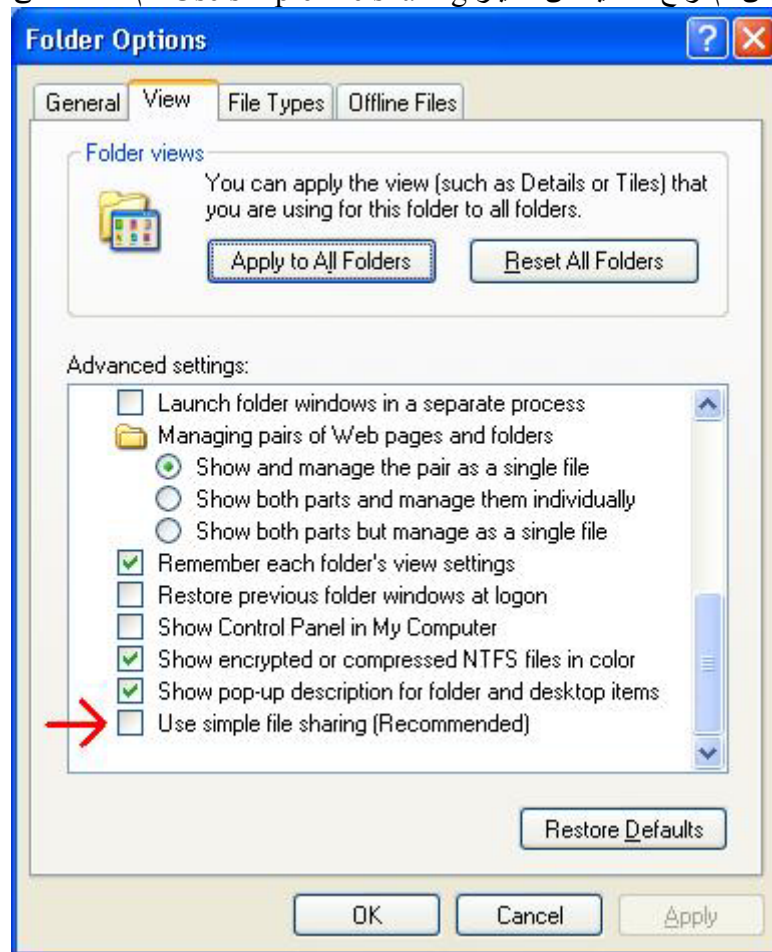 Use simple file sharing
Folder Options
General
View
File Types
Offline Files
Folder views
You can apply the view (such as Details or Tiles) that
you are using for this folder to all folders.
Apply to All Folders
Reset All Folders
Advanced settings:
Launch folder windows in a separate process
Managing pairs of Web pages and folders
Show and manage the pair as a single file
Show both parts and manage them individually
Show both parts but manage as a single file
Remember each folder's view settings
Restore previous folder windows at logon
Show Control Panel in My Computer
Show encrypted or compressed NTFS files in color
Show pop-up description for folder and desktop items
Use simple file sharing (Recommended)
Restore Defaults
OK
Cancel
Apply